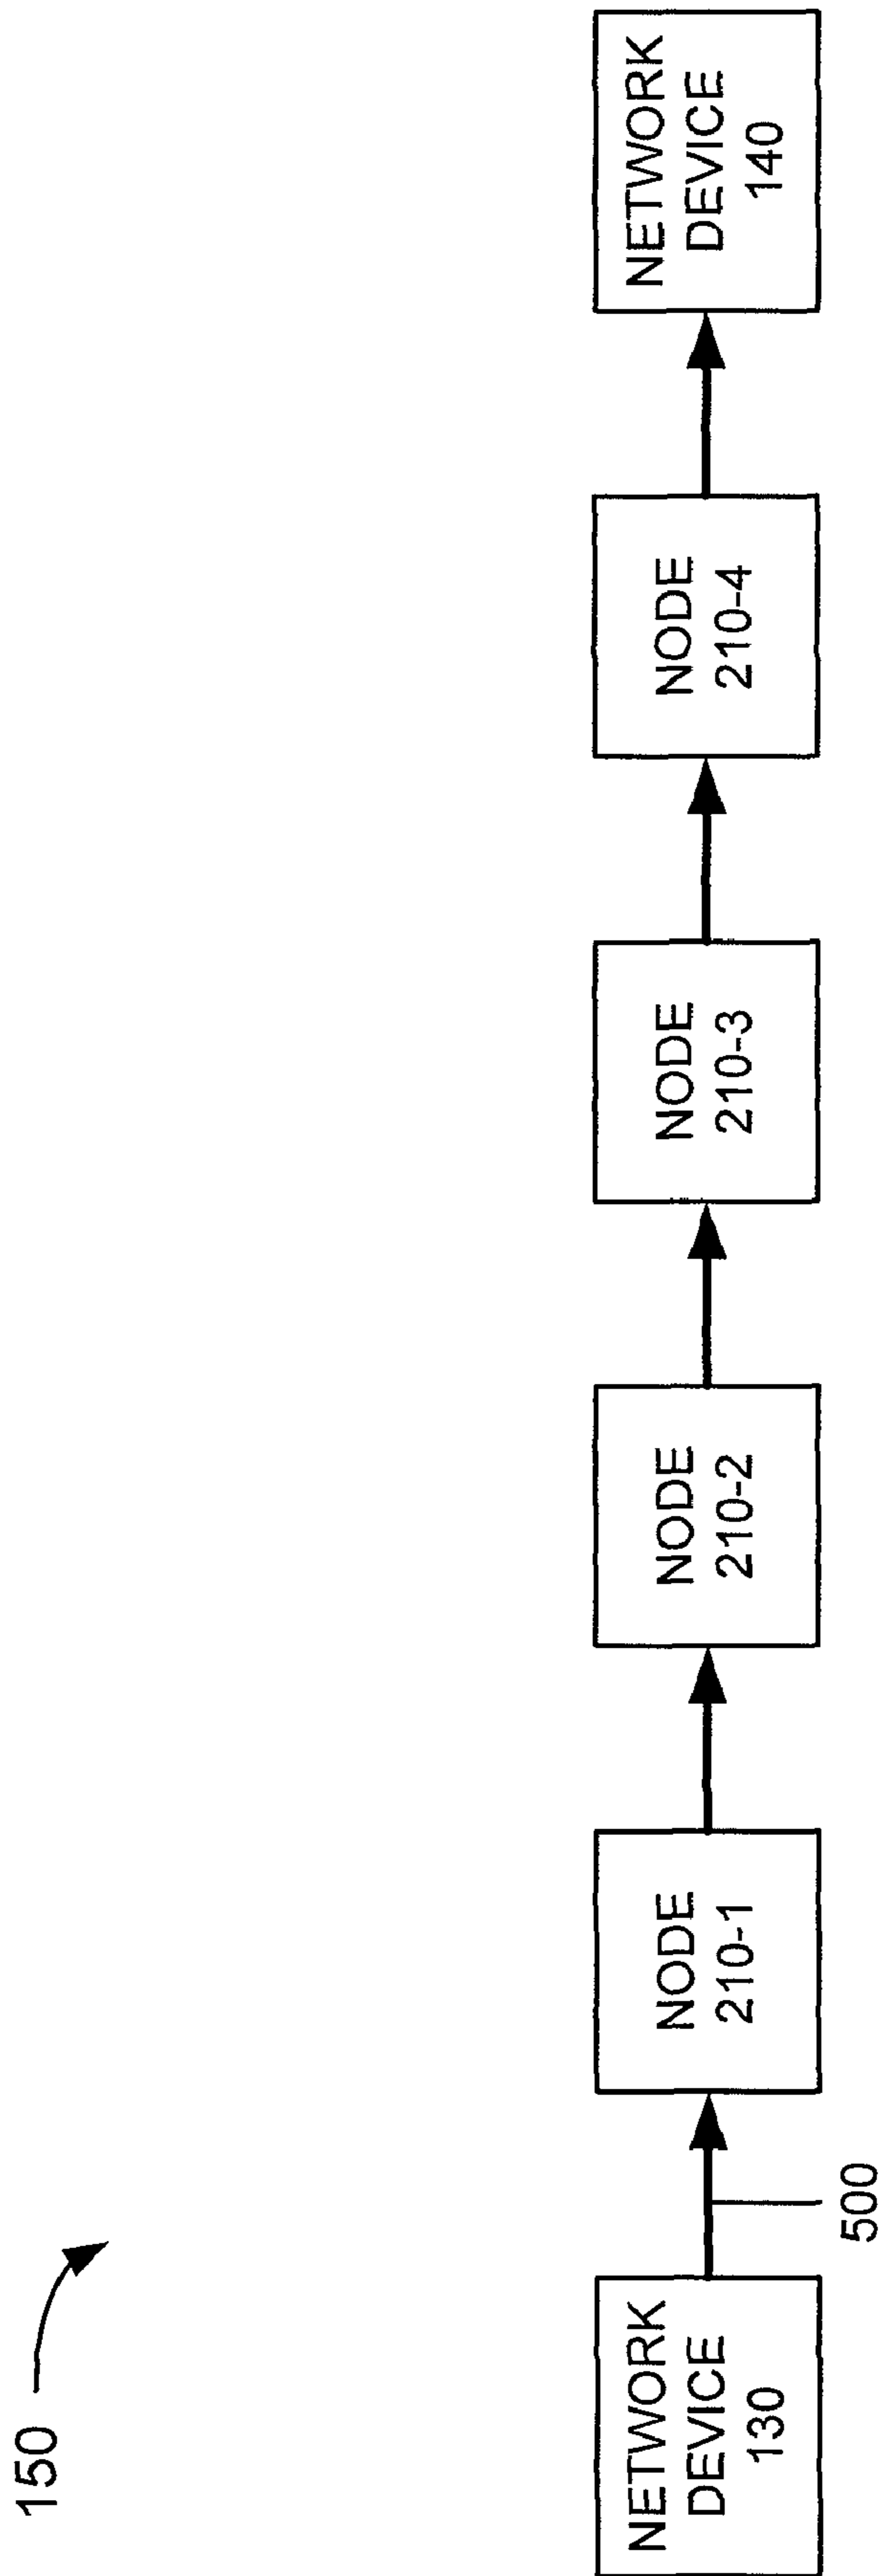 150
NETWORK
DEVICE
130
500
NODE
210-1
NODE
210-2
NODE
210-3
NODE
210-4
NETWORK
DEVICE
140